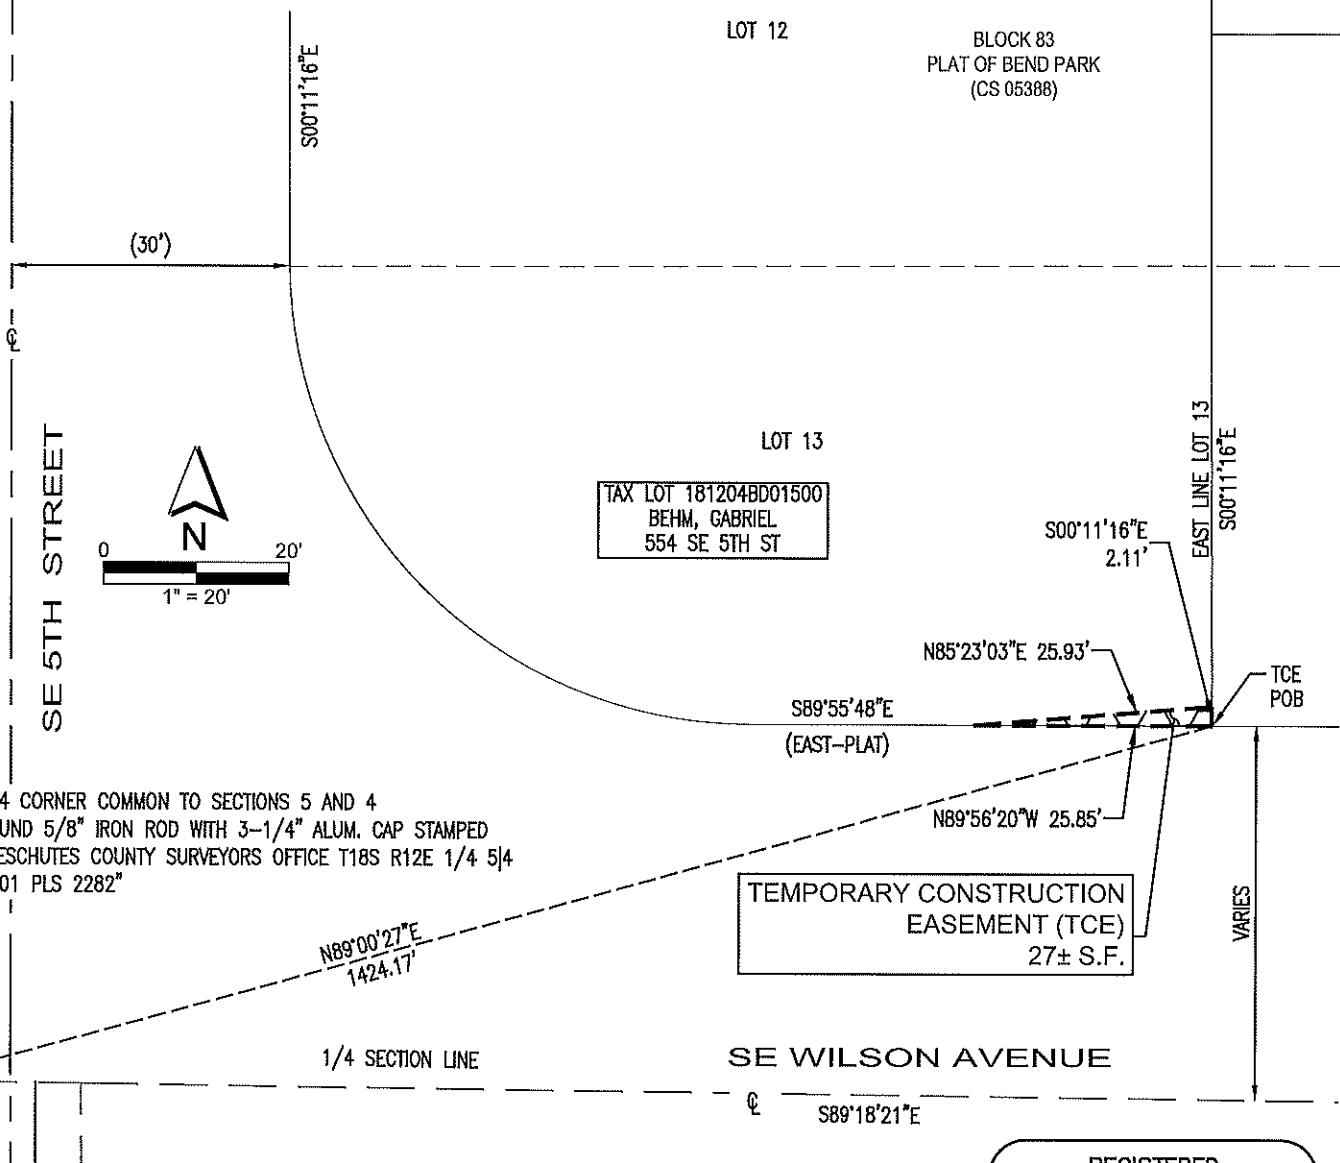 LOT 12
BLOCK 83
PLAT OF BEND PARK
(CS 05388)
S00°11'16"E
(30')
℄
SE 5TH STREET
N
0 20'
1" = 20'
LOT 13
TAX LOT 181204BD01500
BEHM, GABRIEL
554 SE 5TH ST
EAST LINE LOT 13
S00°11'16"E
S00°11'16"E
2.11'
N85°23'03"E 25.93'
TCE
POB
S89°55'48"E
(EAST-PLAT)
N89°56'20"W 25.85'
4 CORNER COMMON TO SECTIONS 5 AND 4
UND 5/8" IRON ROD WITH 3-1/4" ALUM. CAP STAMPED
ESCHUTES COUNTY SURVEYORS OFFICE T18S R12E 1/4 5|4
01 PLS 2282"
TEMPORARY CONSTRUCTION
EASEMENT (TCE)
27± S.F.
VARIES
N89°00'27"E
1424.17'
1/4 SECTION LINE
SE WILSON AVENUE
℄
S89°18'21"E
REGISTERED